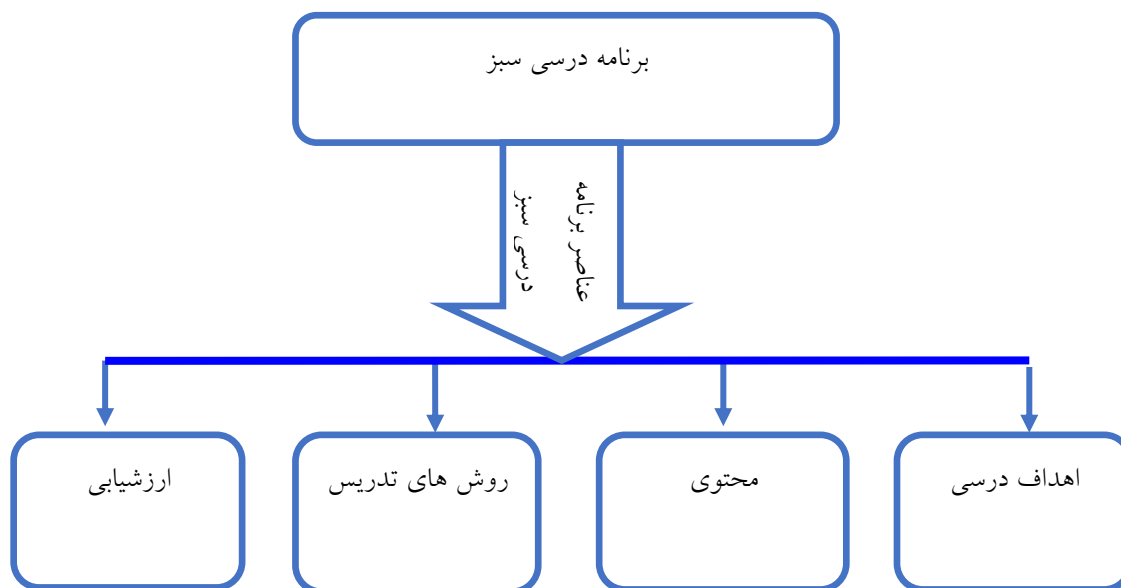 برنامه درسی سبز
عناصر برنامه
درسی سبز
اهداف درسی
محتوی
روش های تدریس
ارزشیابی